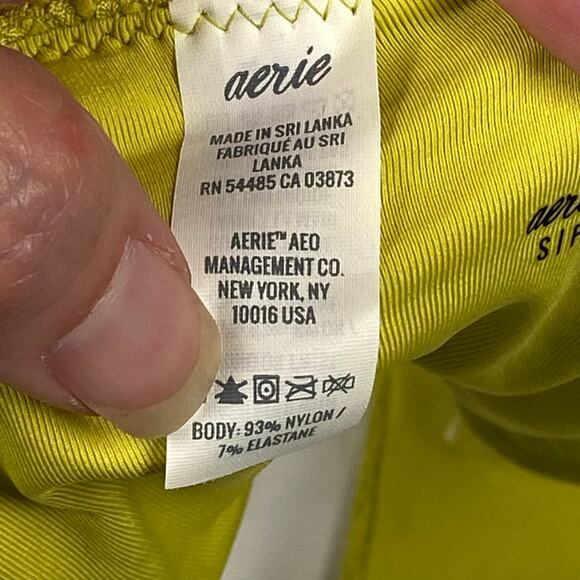 aerie
MADE IN SRI LANKA
FABRIQUÉ AU SRI
LANKA
RN 54485 CA 03873
AERIE™ AEO
MANAGEMENT CO.
NEW YORK, NY
10016 USA
BODY: 93% NYLON /
7% ELASTANE